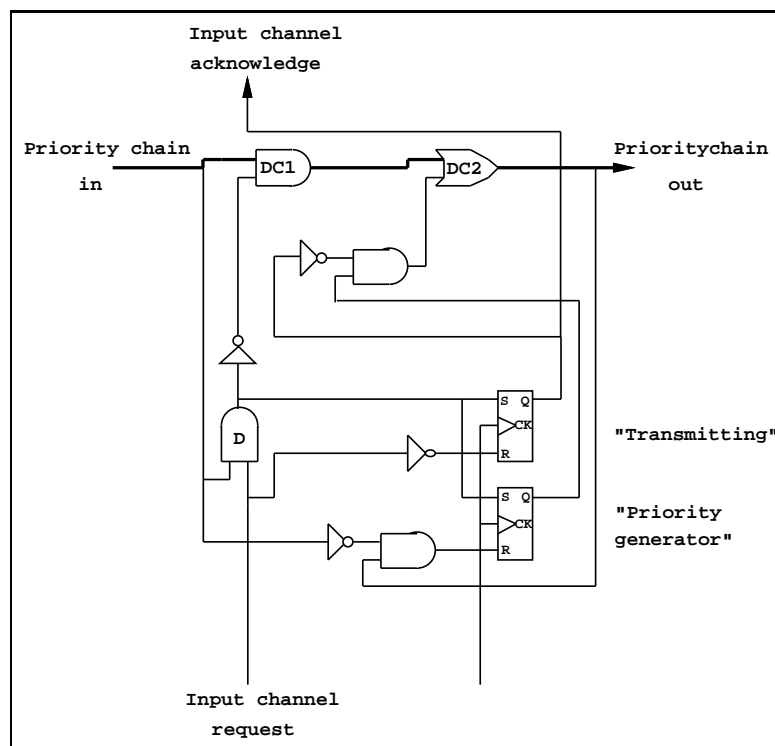 Input channel
acknowledge
Priority chain
in
DC1
DC2
Prioritychain
out
S Q
CK
R
D
"Transmitting"
S Q
CK
R
"Priority
generator"
Input channel
request